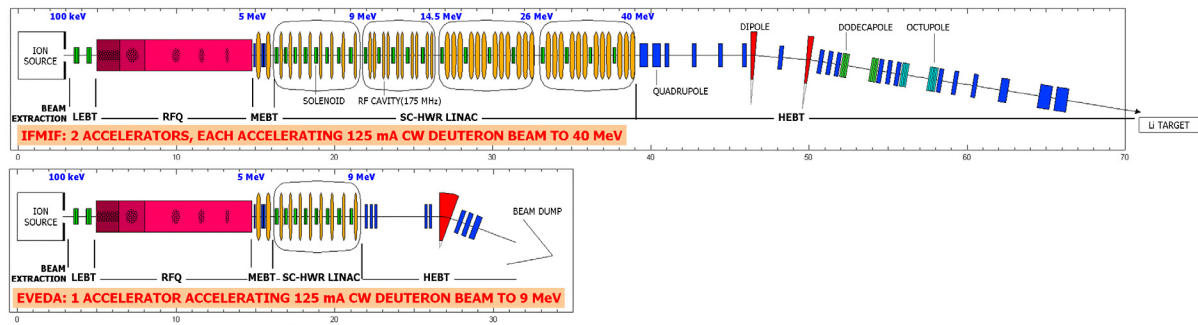 100 keV 5 MeV 9 MeV 14.5 MeV 26 MeV 40 MeV
DIPOLE
DODECAPOLE
OCTUPOLE
ION
SOURCE
SOLENOID
RF CAVITY(175 MHz)
QUADRUPOLE
BEAM
EXTRACTION
LEBT RFQ MEBT SC-HWR LINAC HEBT
Li TARGET
IFMIF: 2 ACCELERATORS, EACH ACCELERATING 125 mA CW DEUTERON BEAM TO 40 MeV
0 10 20 30 40 50 60 70
100 keV 5 MeV 9 MeV
ION
SOURCE
BEAM DUMP
BEAM
EXTRACTION
LEBT RFQ MEBT SC-HWR LINAC HEBT
EVEDA: 1 ACCELERATOR ACCELERATING 125 mA CW DEUTERON BEAM TO 9 MeV
0 10 20 30